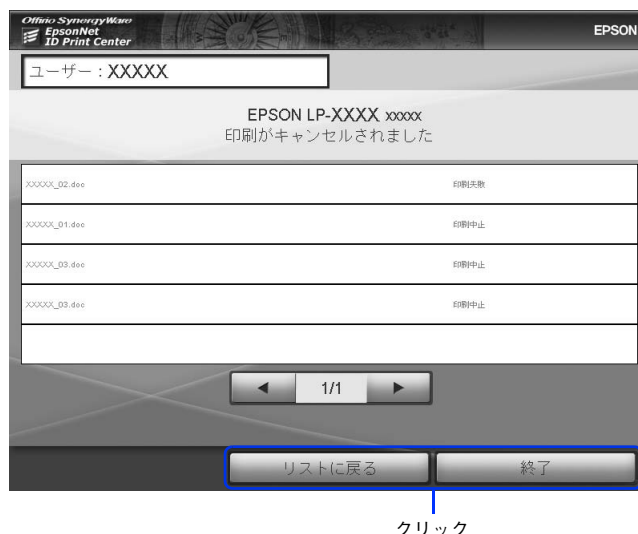 Offirio SynergyWare
EpsonNet
ID Print Center
EPSON
ユーザー：XXXXX
EPSON LP-XXXX xxxxx
印刷がキャンセルされました
XXXXX_02.doc 印刷失敗
XXXXX_01.doc 印刷中止
XXXXX_03.doc 印刷中止
XXXXX_03.doc 印刷中止
◀ 1/1 ▶
リストに戻る 終了
クリック